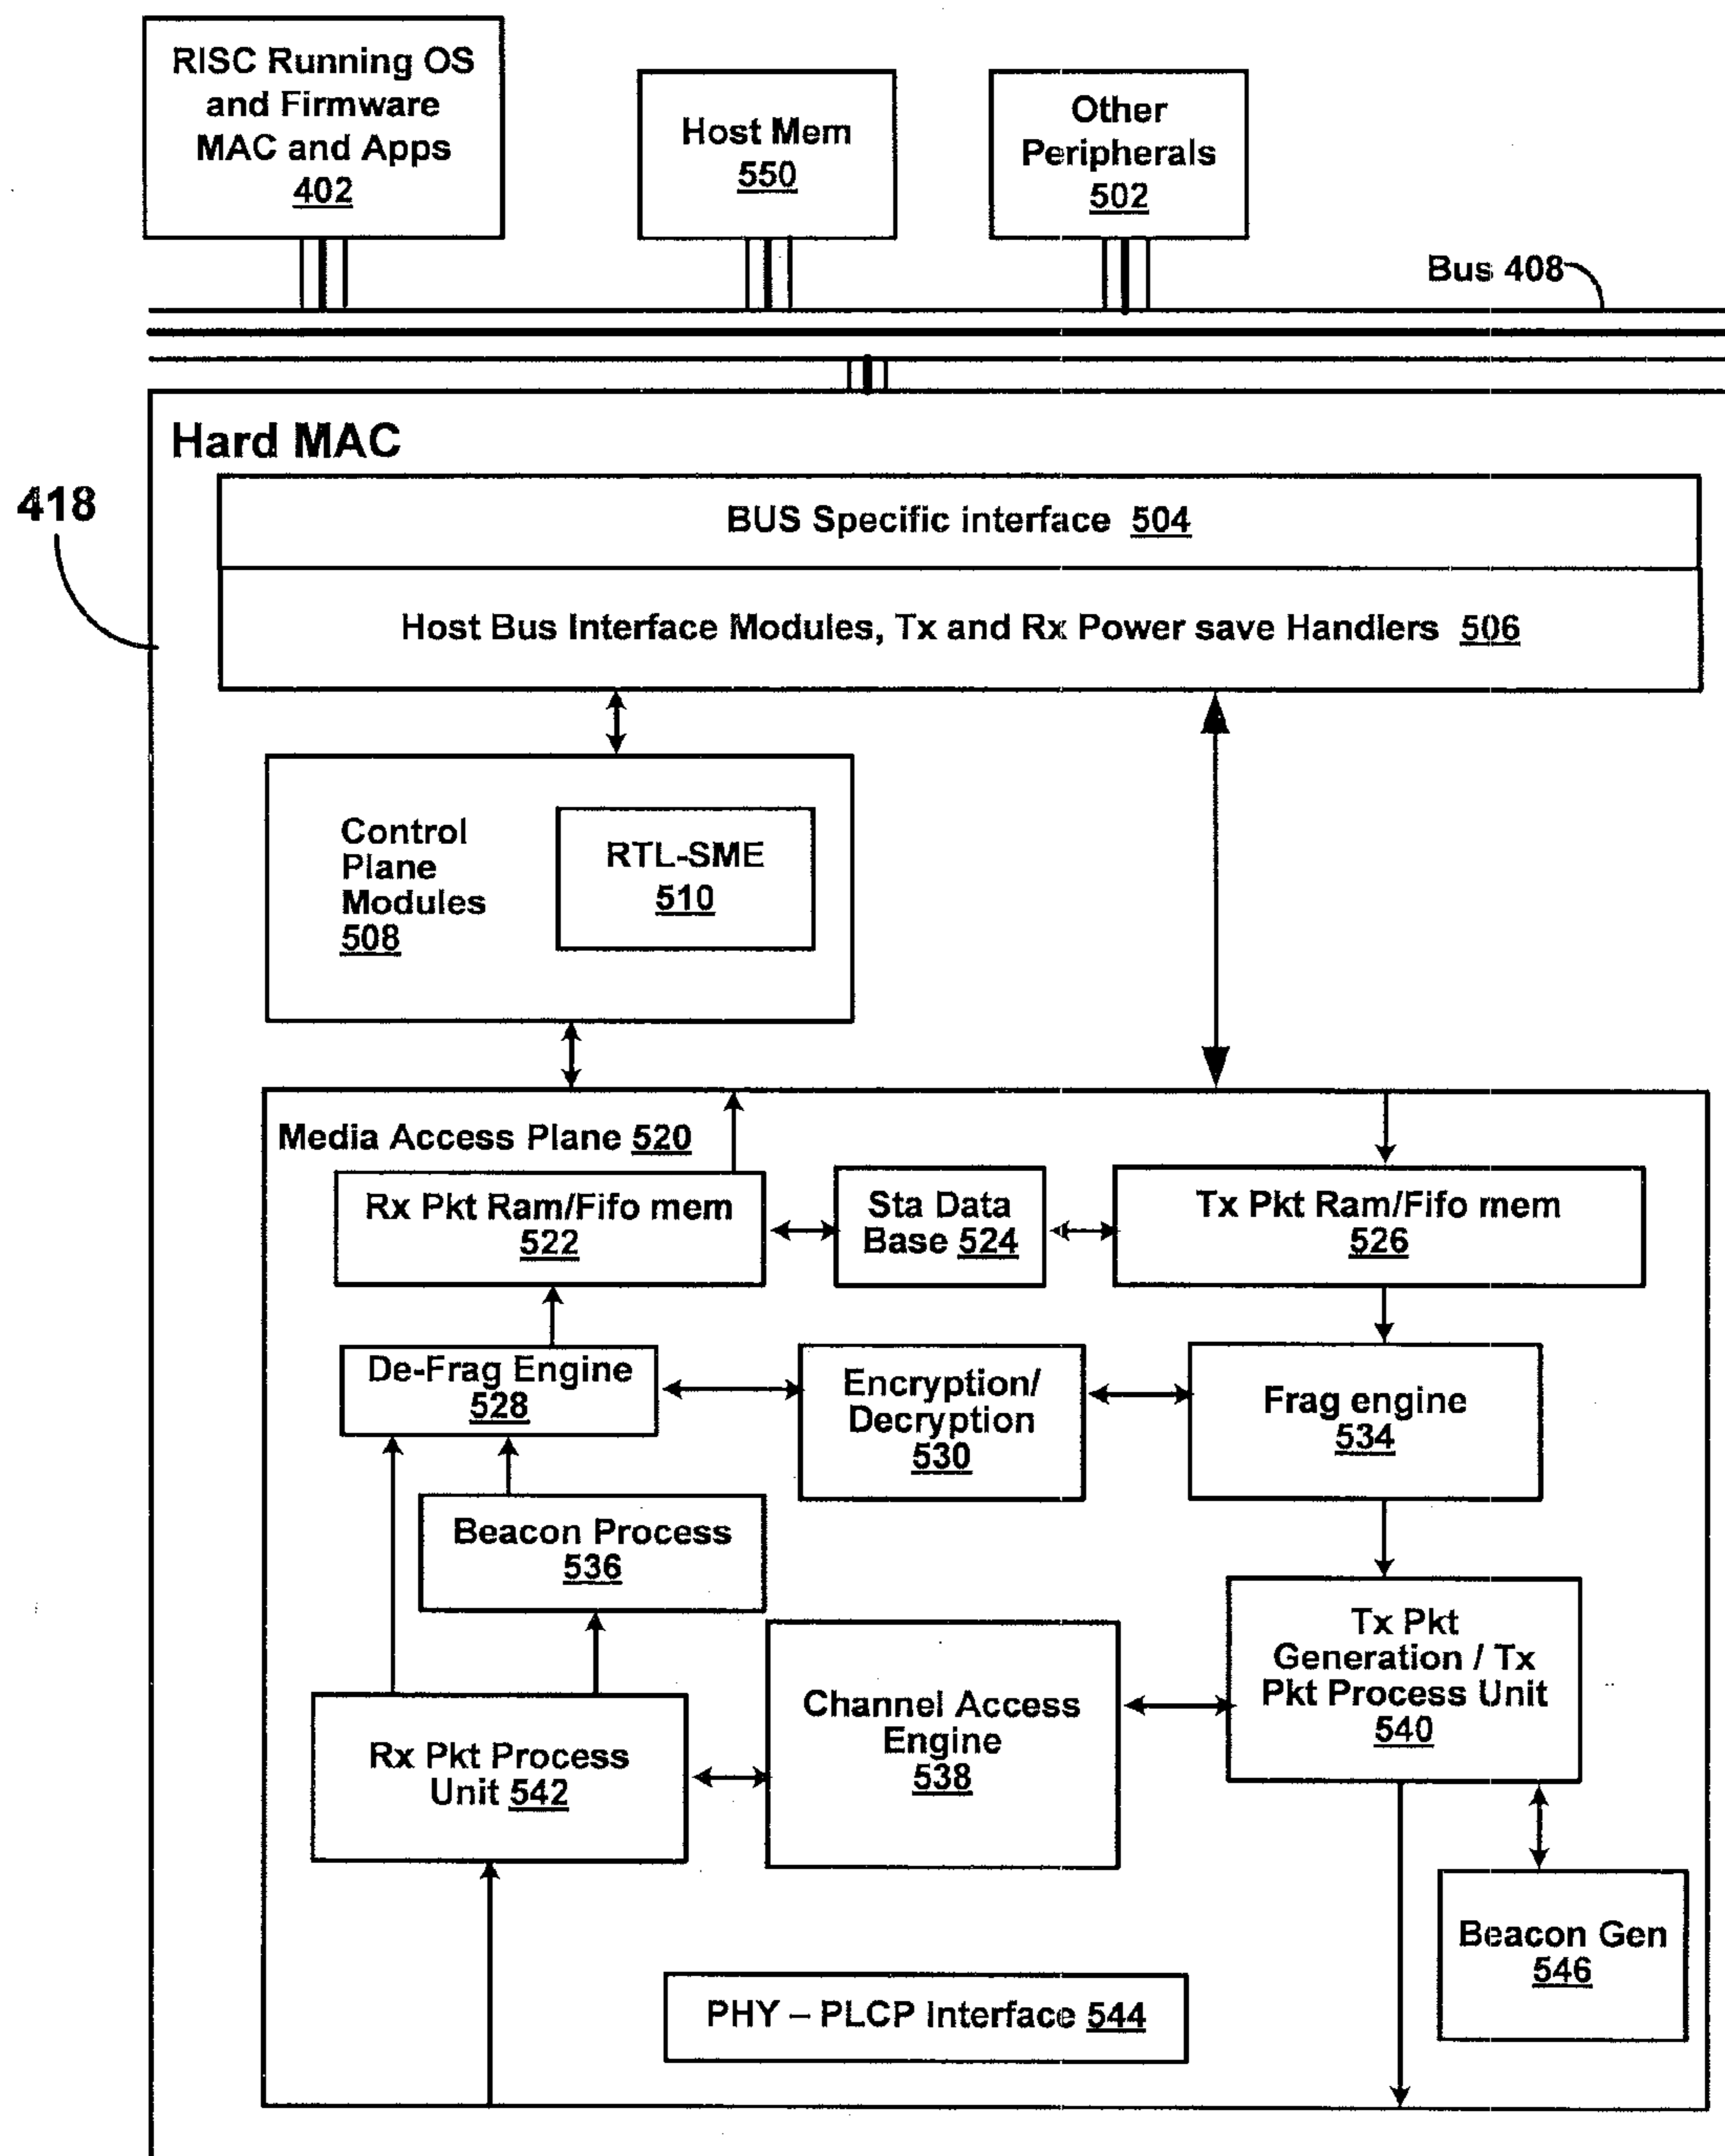 RISC Running OS
and Firmware
MAC and Apps
402
Host Mem
550
Other
Peripherals
502
Bus 408
Hard MAC
418
BUS Specific interface 504
Host Bus Interface Modules, Tx and Rx Power save Handlers 506
Control
Plane
Modules
508
RTL-SME
510
Media Access Plane 520
Rx Pkt Ram/Fifo mem
522
Sta Data
Base 524
Tx Pkt Ram/Fifo mem
526
De-Frag Engine
528
Encryption/
Decryption
530
Frag engine
534
Beacon Process
536
Tx Pkt
Generation / Tx
Pkt Process Unit
540
Channel Access
Engine
538
Rx Pkt Process
Unit 542
Beacon Gen
546
PHY – PLCP Interface 544